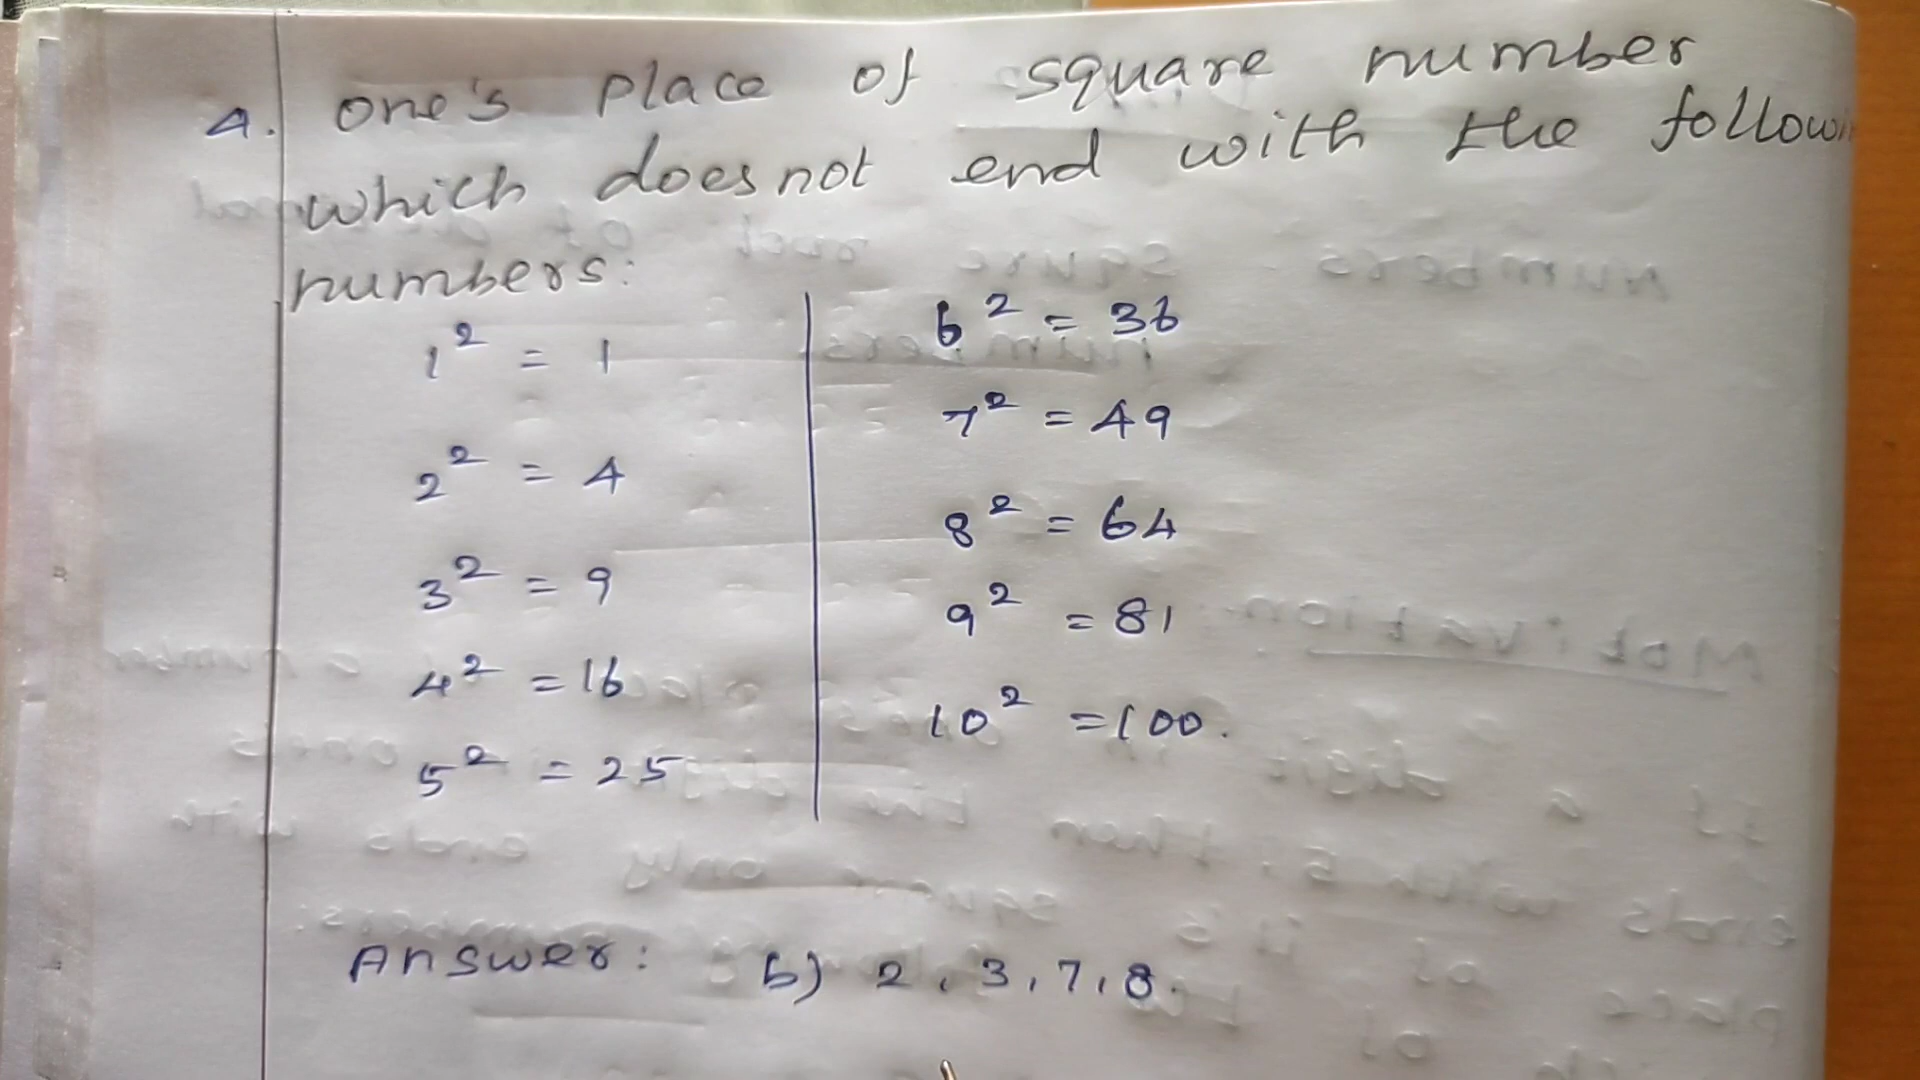 4. one's place of square number
which does not end with the followin
numbers:
1² = 1
2² = 4
3² = 9
4² = 16
5² = 25
6² = 36
7² = 49
8² = 64
9² = 81
10² = 100.
Answer: b) 2, 3, 7, 8.